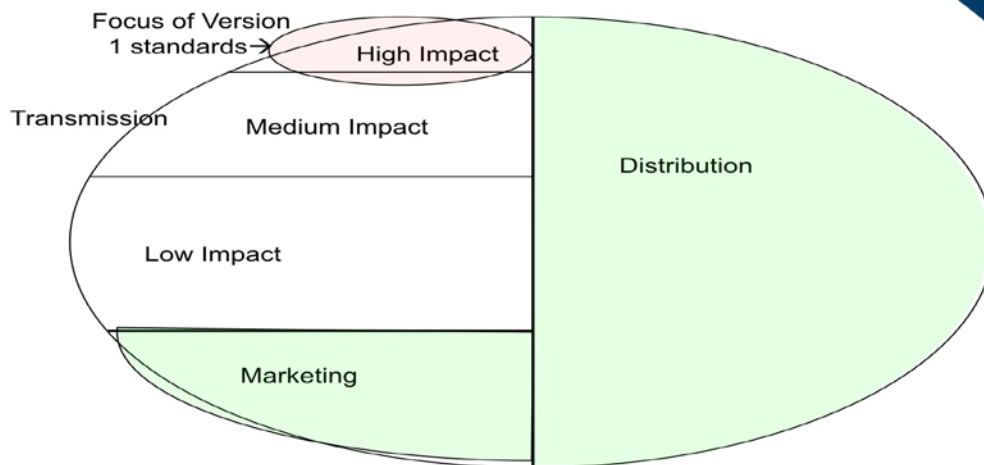 Focus of Version
1 standards
High Impact
Transmission
Medium Impact
Distribution
Low Impact
Marketing